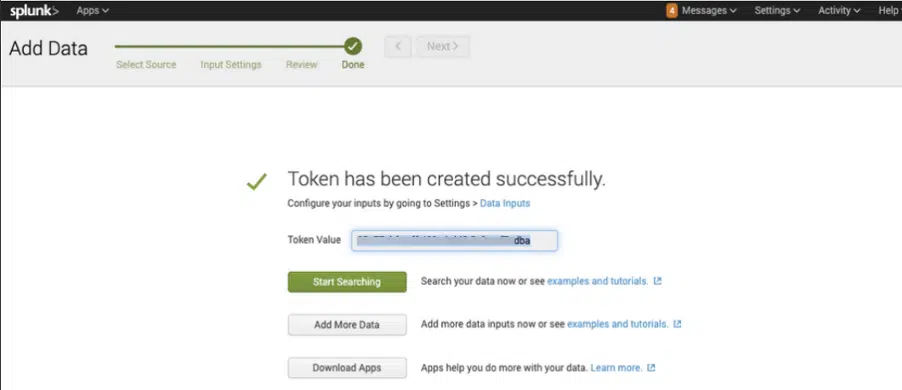 splunk> Apps 4 Messages Settings Activity Help
Add Data < Next >
Select Source Input Settings Review Done
Token has been created successfully.
Configure your inputs by going to Settings > Data Inputs
Token Value dba
Start Searching Search your data now or see examples and tutorials.
Add More Data Add more data inputs now or see examples and tutorials.
Download Apps Apps help you do more with your data. Learn more.